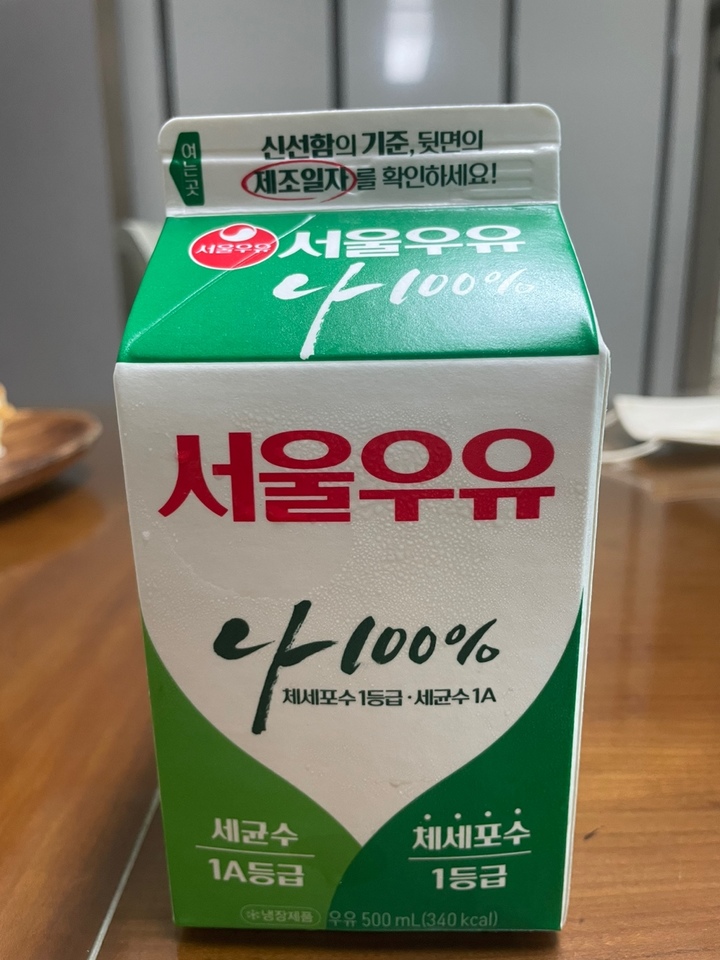 여는곳
신선함의 기준, 뒷면의
제조일자를 확인하세요!
서울우유 서울우유
나100%
서울우유
나100%
체세포수 1등급·세균수 1A
세균수
1A등급
체세포수
1등급
냉장제품 우유 500 mL(340 kcal)